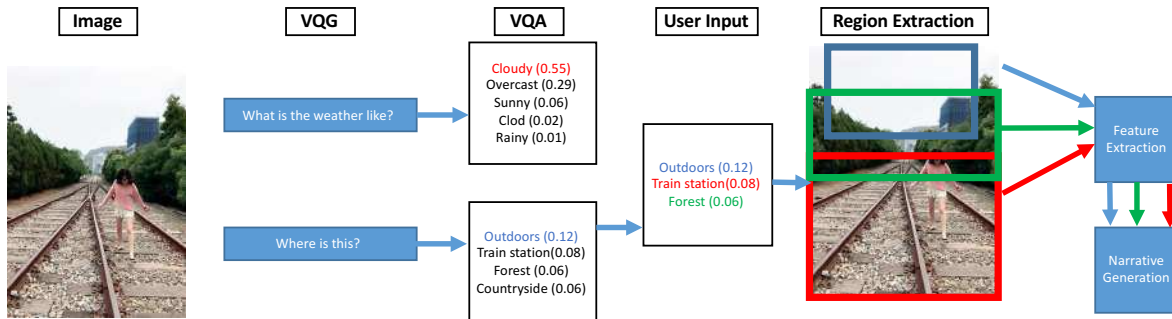 Image
VQG
VQA
User Input
Region Extraction
What is the weather like?
Cloudy (0.55)
Overcast (0.29)
Sunny (0.06)
Clod (0.02)
Rainy (0.01)
Where is this?
Outdoors (0.12)
Train station(0.08)
Forest (0.06)
Countryside (0.06)
Outdoors (0.12)
Train station(0.08)
Forest (0.06)
Feature
Extraction
Narrative
Generation